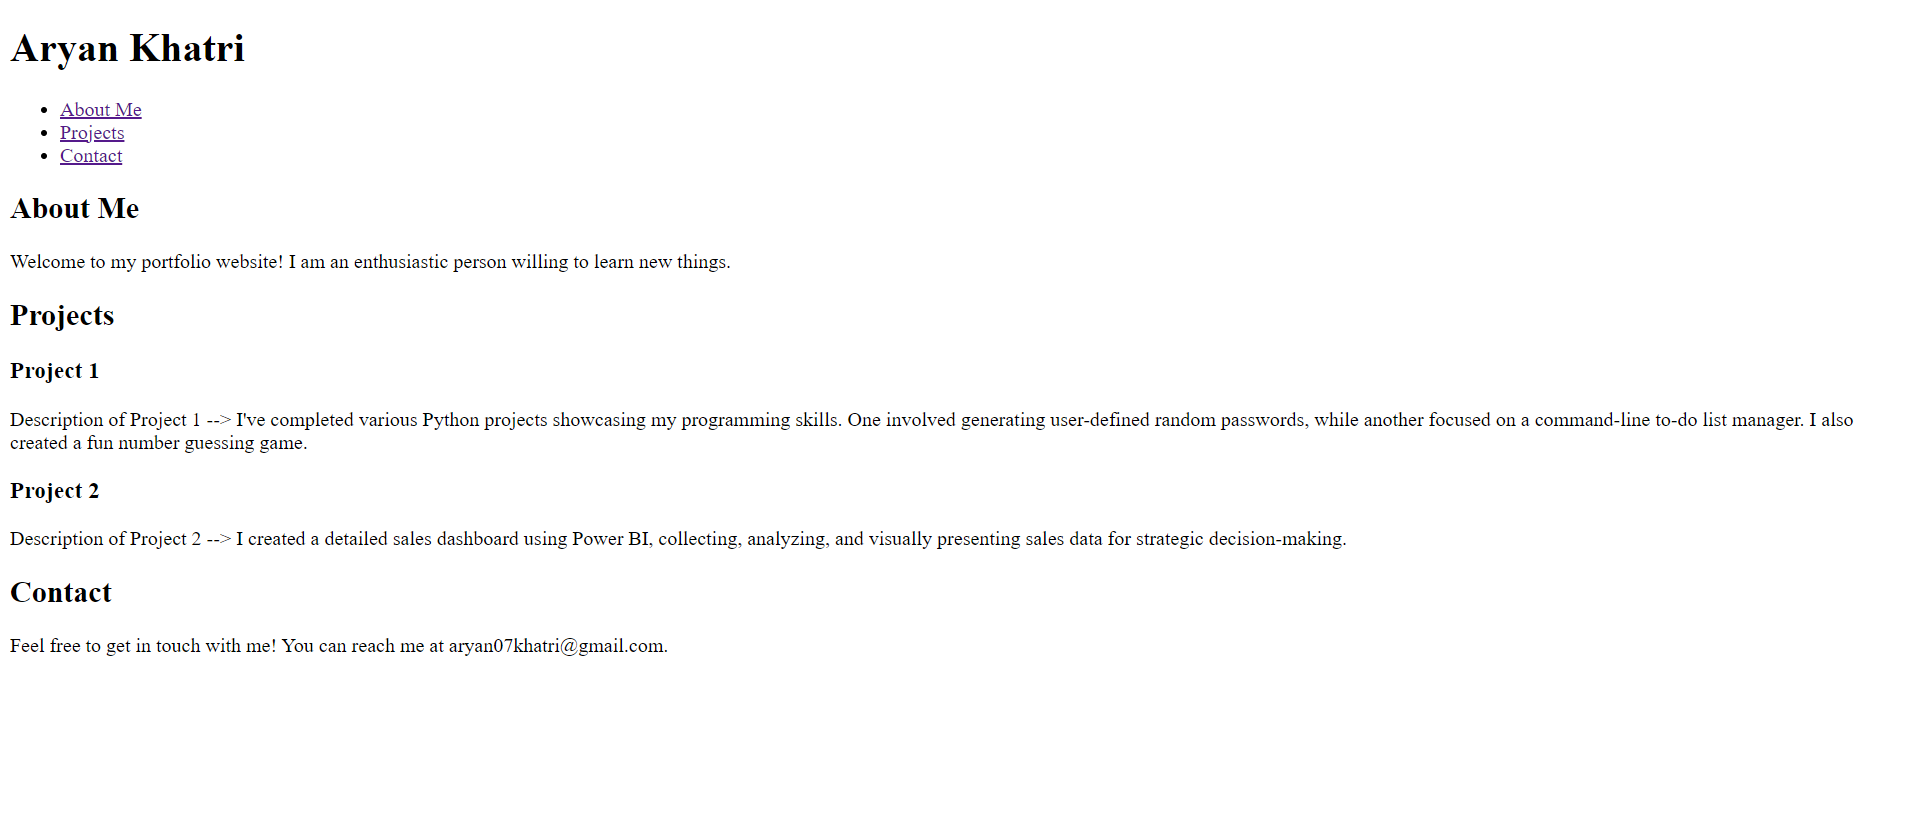 Aryan Khatri
About Me
Projects
Contact
About Me
Welcome to my portfolio website! I am an enthusiastic person willing to learn new things.
Projects
Project 1
Description of Project 1 --> I've completed various Python projects showcasing my programming skills. One involved generating user-defined random passwords, while another focused on a command-line to-do list manager. I also
created a fun number guessing game.
Project 2
Description of Project 2 --> I created a detailed sales dashboard using Power BI, collecting, analyzing, and visually presenting sales data for strategic decision-making.
Contact
Feel free to get in touch with me! You can reach me at aryan07khatri@gmail.com.